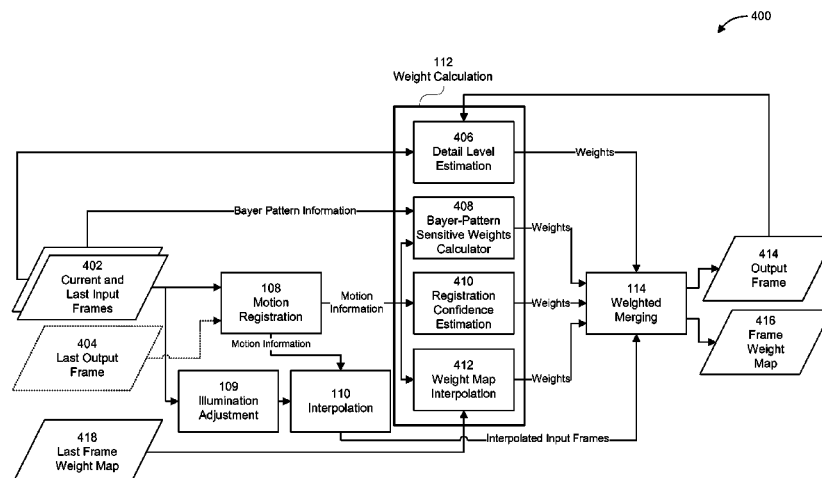 400
112
Weight Calculation
406
Detail Level
Estimation
Weights
Bayer Pattern Information
408
Bayer-Pattern
Sensitive Weights
Calculator
Weights
402
Current and
Last Input
Frames
108
Motion
Registration
Motion
Information
410
Registration
Confidence
Estimation
Weights
114
Weighted
Merging
414
Output
Frame
404
Last Output
Frame
Motion Information
416
Frame
Weight
Map
109
Illumination
Adjustment
110
Interpolation
412
Weight Map
Interpolation
Weights
418
Last Frame
Weight Map
Interpolated Input Frames